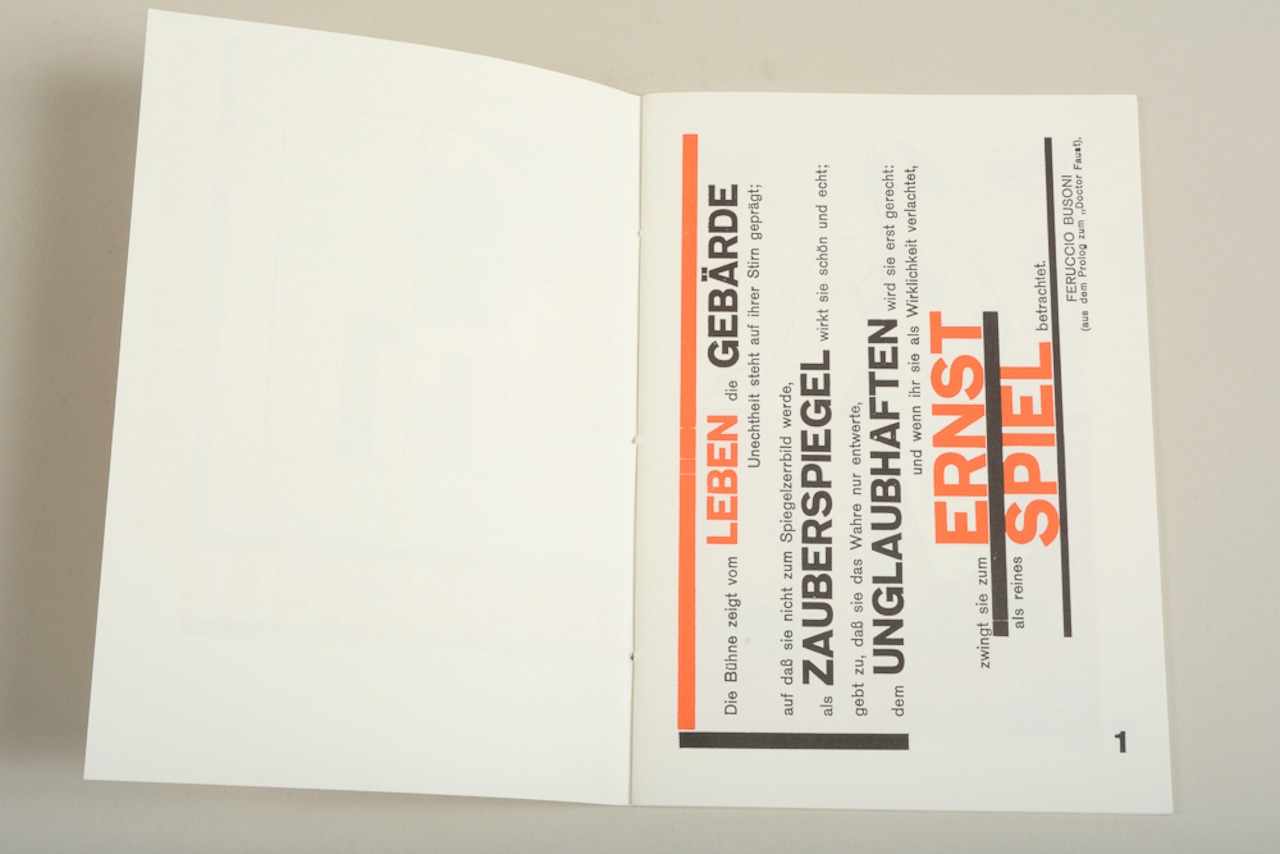 Die Bühne zeigt vom LEBEN die GEBÄRDE
Unechtheit steht auf ihrer Stirn geprägt;
auf daß sie nicht zum Spiegelzerrbild werde,
als ZAUBERSPIEGEL wirkt sie schön und echt;
gebt zu, daß sie das Wahre nur entwerte,
dem UNGLAUBHAFTEN wird sie erst gerecht:
und wenn ihr sie als Wirklichkeit verlachtet,
zwingt sie zum ERNST
als reines SPIEL betrachtet.
FERUCCIO BUSONI
(aus dem Prolog zum „Doctor Faust).
1